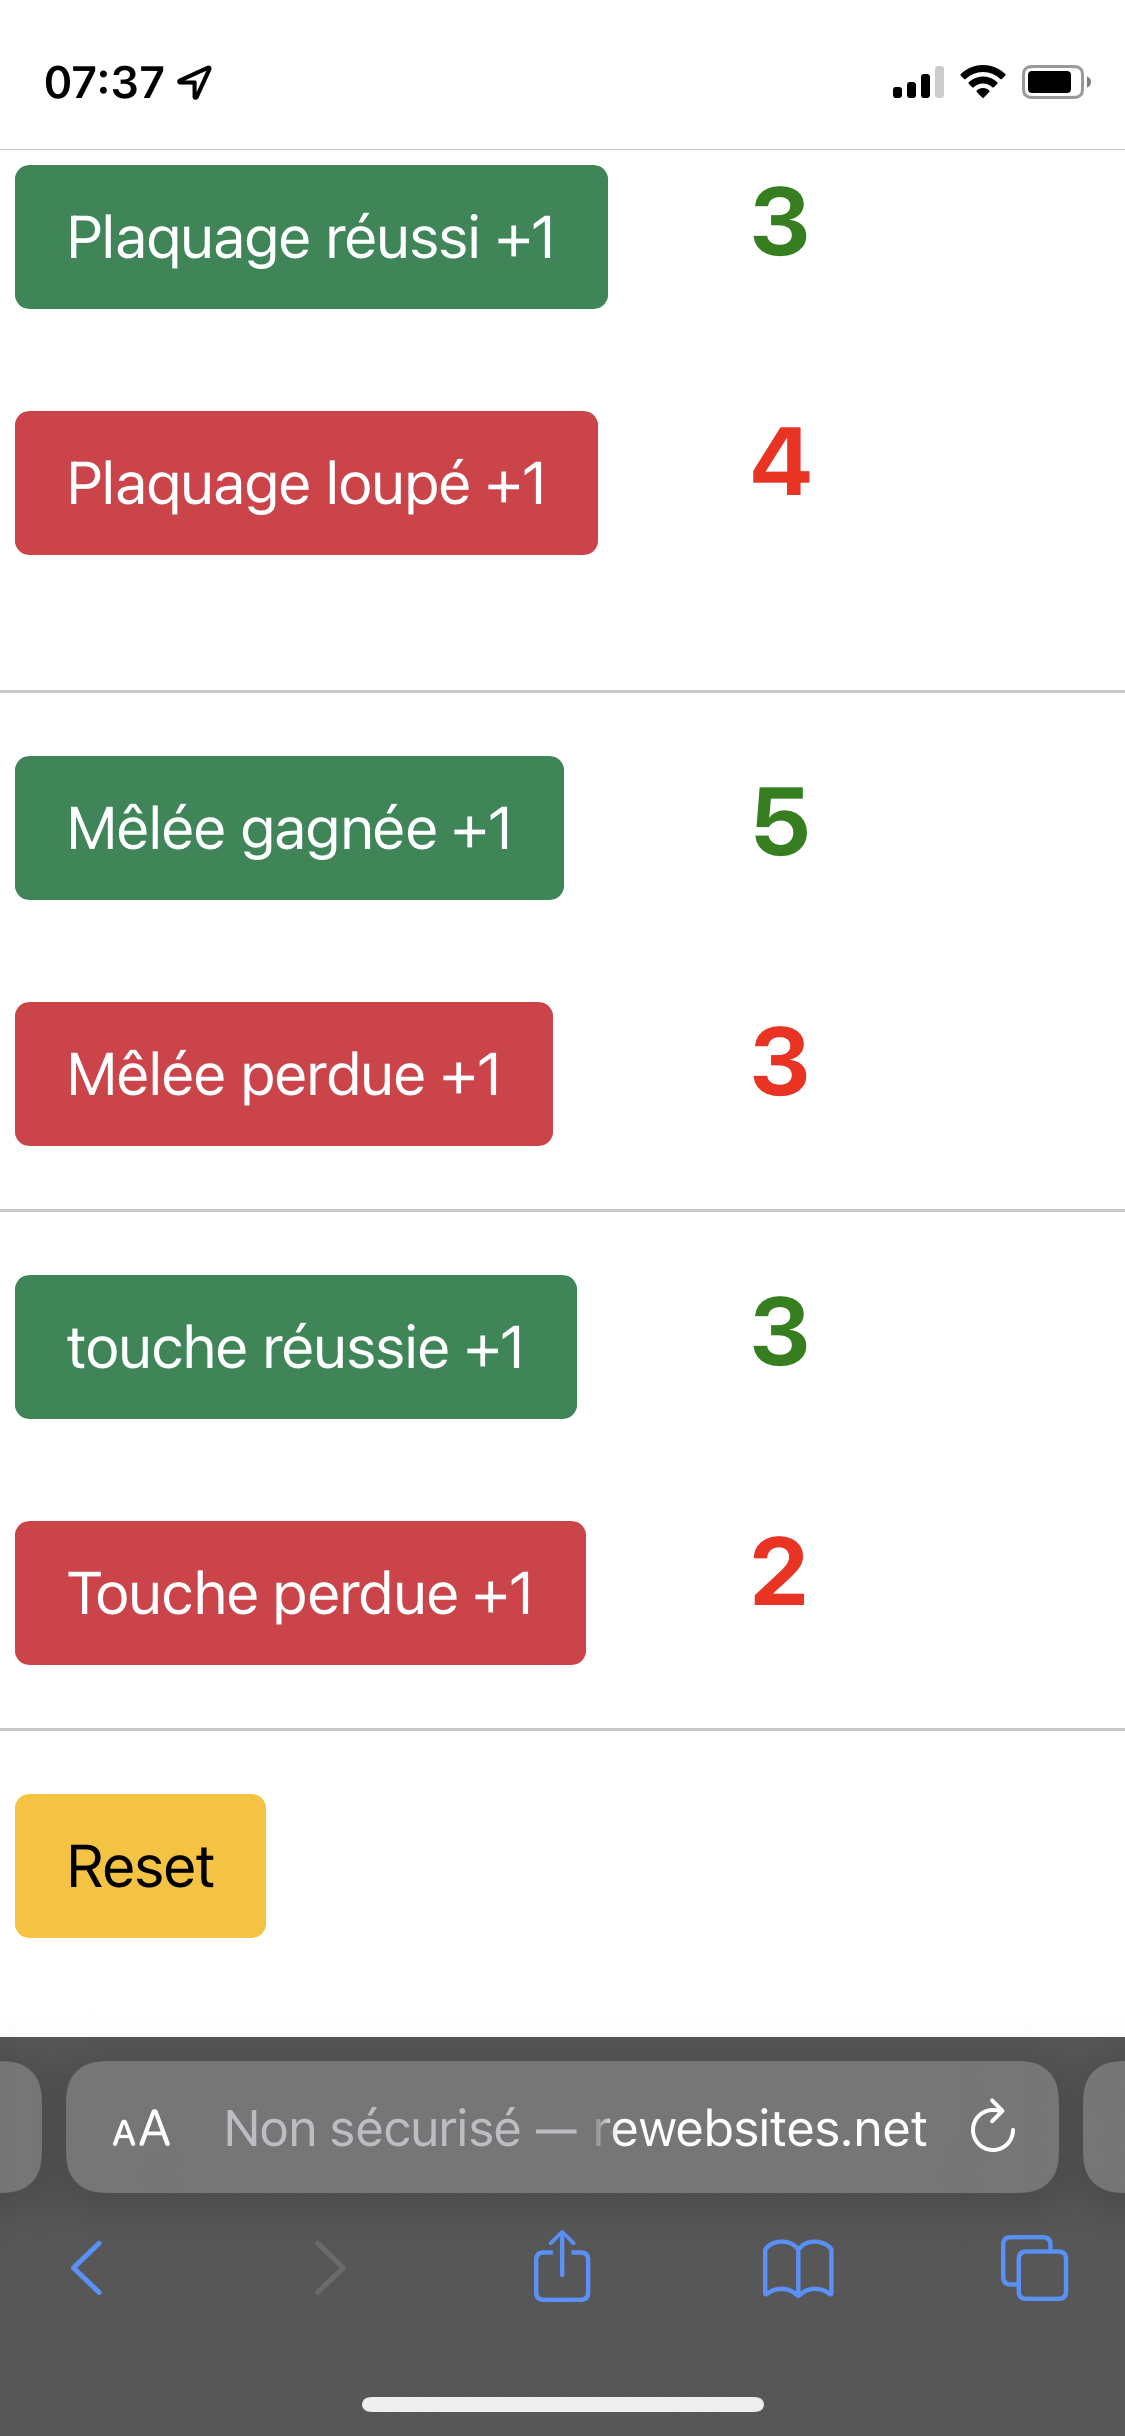 07:37
Plaquage réussi +1 3
Plaquage loupé +1 4
Mêlée gagnée +1 5
Mêlée perdue +1 3
touche réussie +1 3
Touche perdue +1 2
Reset
AA Non sécurisé — rewebsites.net